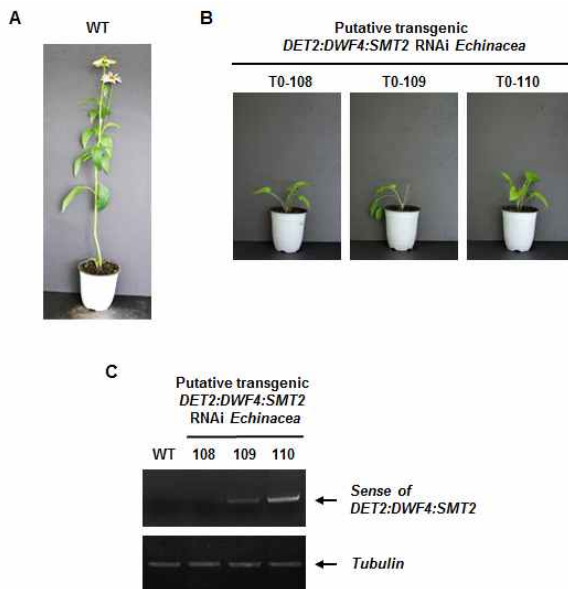 A
WT
B
Putative transgenic
DET2:DWF4:SMT2 RNAi Echinacea
T0-108 T0-109 T0-110
C
Putative transgenic
DET2:DWF4:SMT2
RNAi Echinacea
WT 108 109 110
Sense of
DET2:DWF4:SMT2
Tubulin